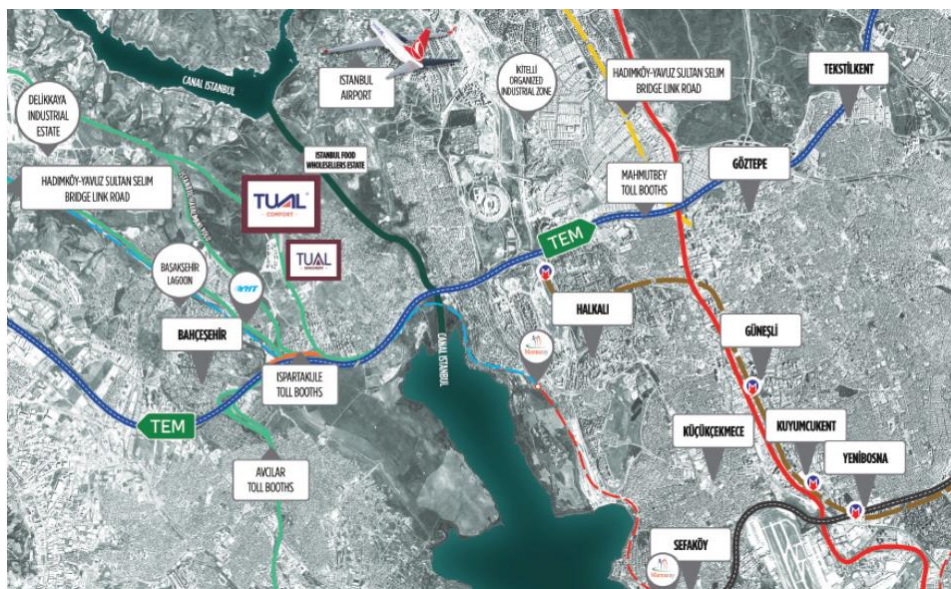 CANAL ISTANBUL
ISTANBUL
AIRPORT
İKİTELLİ
ORGANIZED
INDUSTRIAL ZONE
HADIMKÖY-YAVUZ SULTAN SELIM
BRIDGE LINK ROAD
TEKSTİLKENT
DELİKKAYA
INDUSTRIAL
ESTATE
ISTANBUL FOOD
WHOLESELLERS ESTATE
HADIMKÖY-YAVUZ SULTAN SELIM
BRIDGE LINK ROAD
TUAL
COMFORT
MAHMUTBEY
TOLL BOOTHS
GÖZTEPE
TUAL
TEM
BAŞAKŞEHİR
LAGOON
YHT
HALKALI
GÜNEŞLİ
BAHÇEŞEHİR
CANAL ISTANBUL
Marmaray
ISPARTAKULE
TOLL BOOTHS
TEM
KÜÇÜKÇEKMECE
KUYUMCUKENT
YENİBOSNA
AVCILAR
TOLL BOOTHS
SEFAKÖY
Marmaray